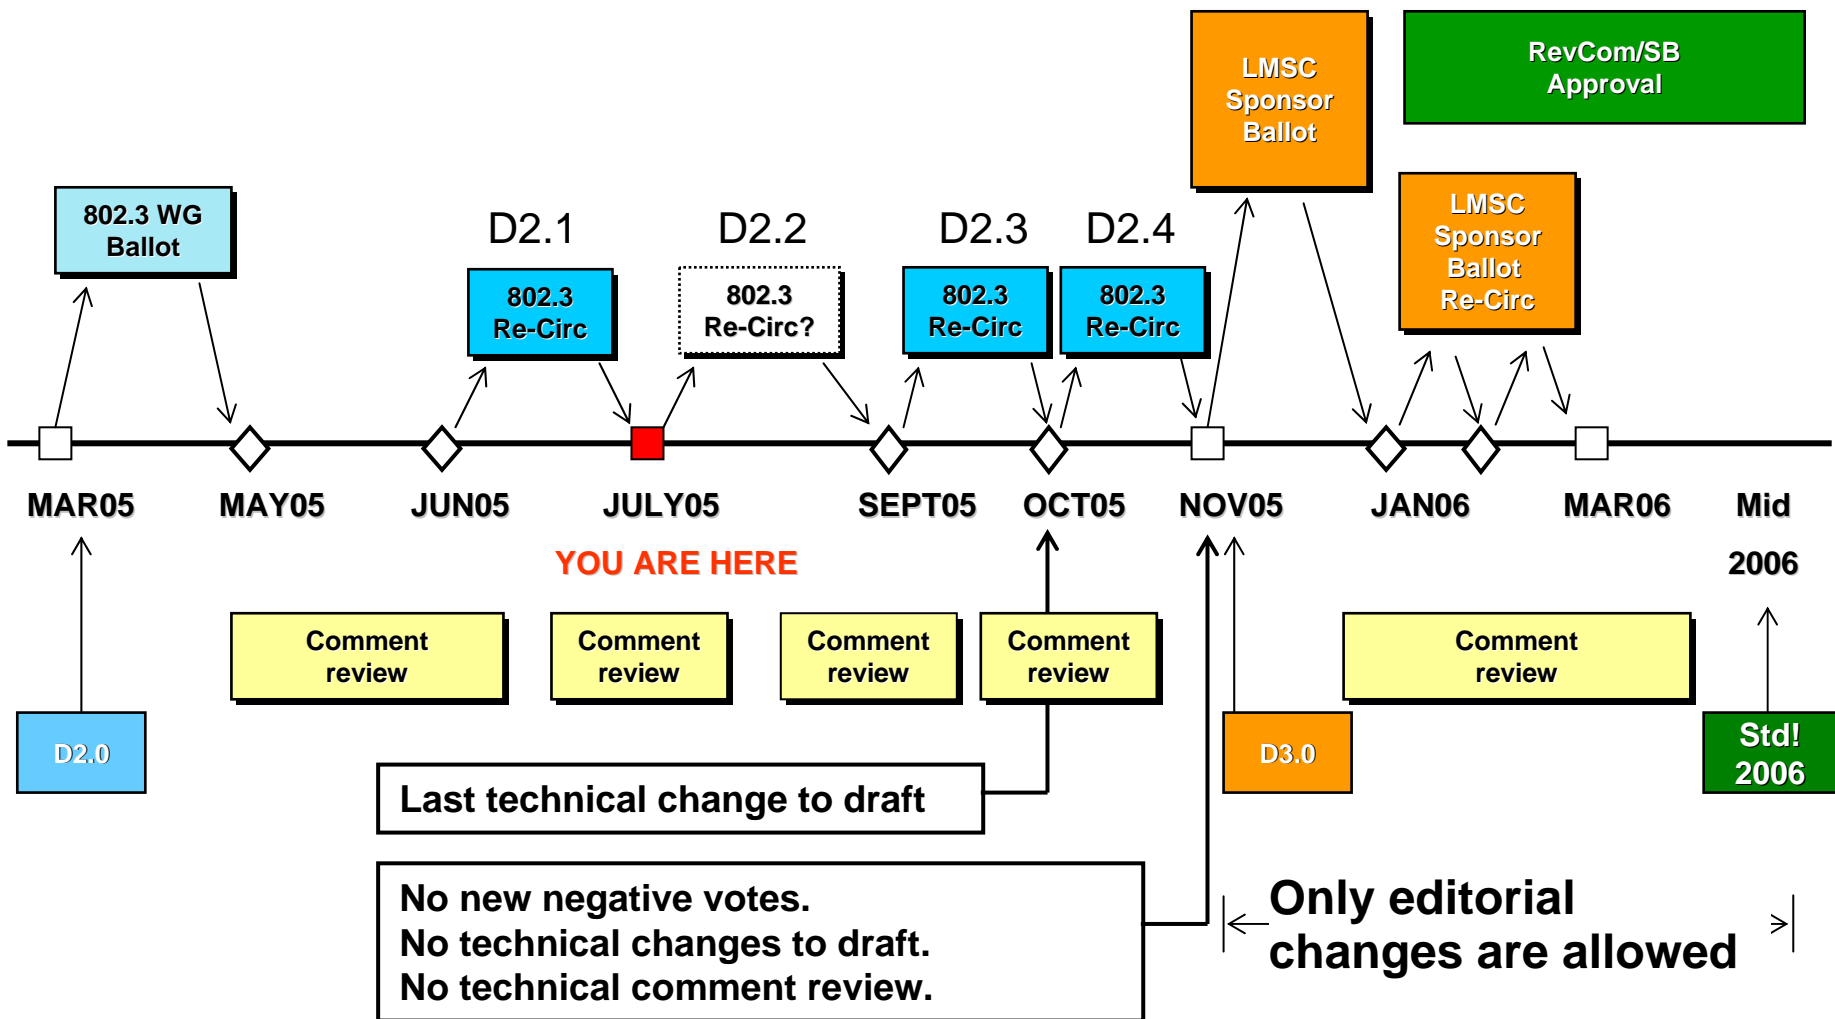 LMSC
Sponsor
Ballot
RevCom/SB
Approval
802.3 WG
Ballot
LMSC
Sponsor
Ballot
Re-Circ
D2.1
D2.2
D2.3
D2.4
802.3
Re-Circ
802.3
Re-Circ?
802.3
Re-Circ
802.3
Re-Circ
MAR05
MAY05
JUN05
JULY05
SEPT05
OCT05
NOV05
JAN06
MAR06
Mid
2006
YOU ARE HERE
Comment
review
Comment
review
Comment
review
Comment
review
Comment
review
D2.0
D3.0
Std!
2006
Last technical change to draft
No new negative votes.
No technical changes to draft.
No technical comment review.
Only editorial
changes are allowed